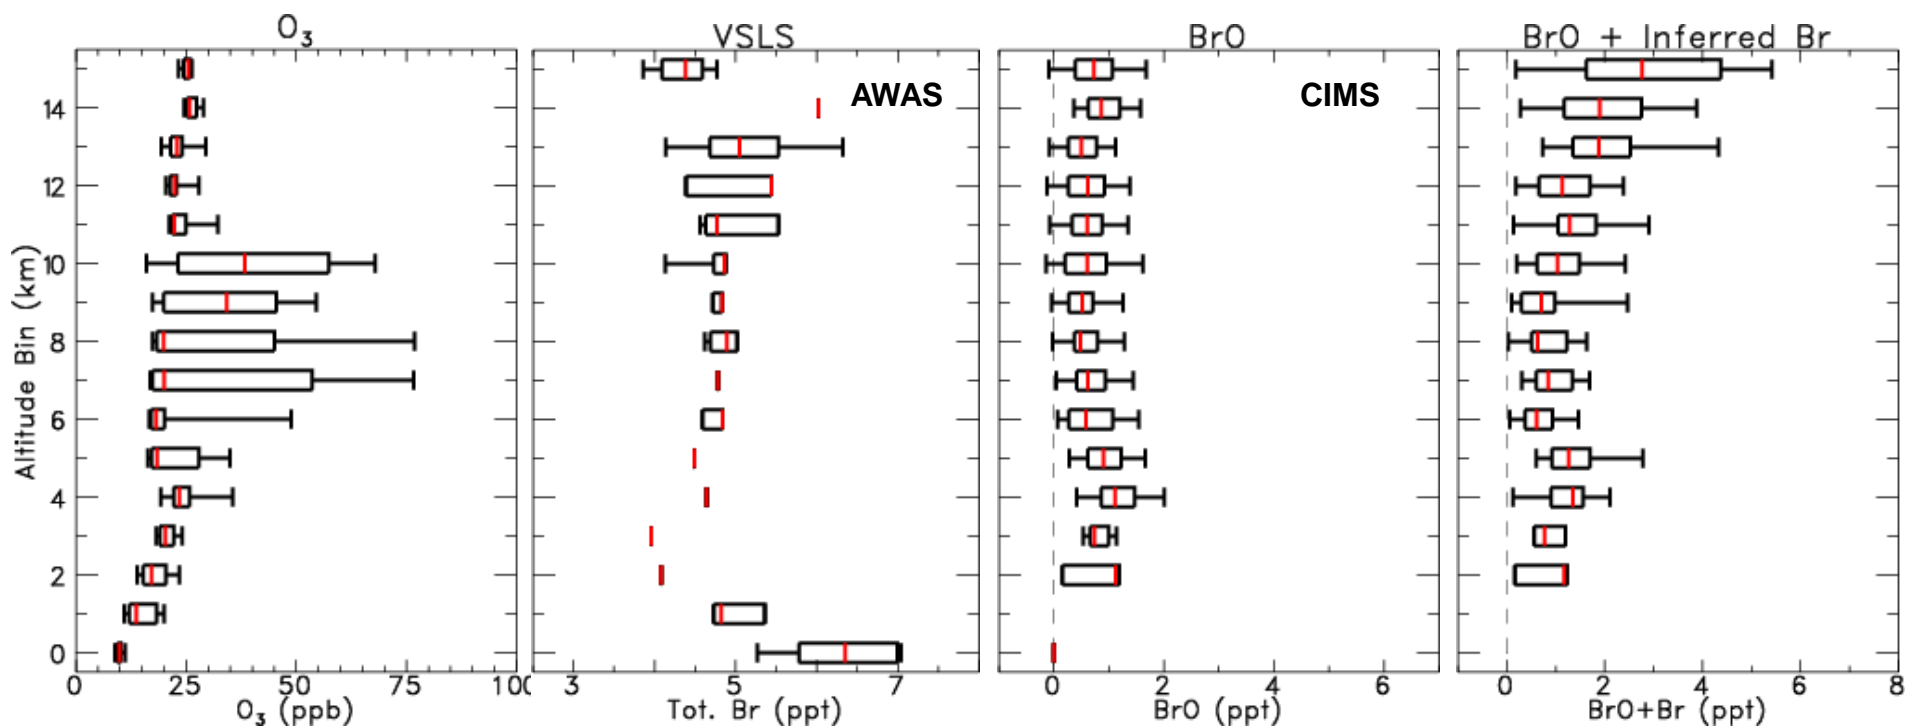 O3
VSLS
BrO
BrO + Inferred Br
AWAS
CIMS
Altitude Bin (km)
14
12
10
8
6
4
2
0
0 25 50 75 100
3 5 7
0 2 4 6
0 2 4 6 8
O3 (ppb)
Tot. Br (ppt)
BrO (ppt)
BrO+Br (ppt)